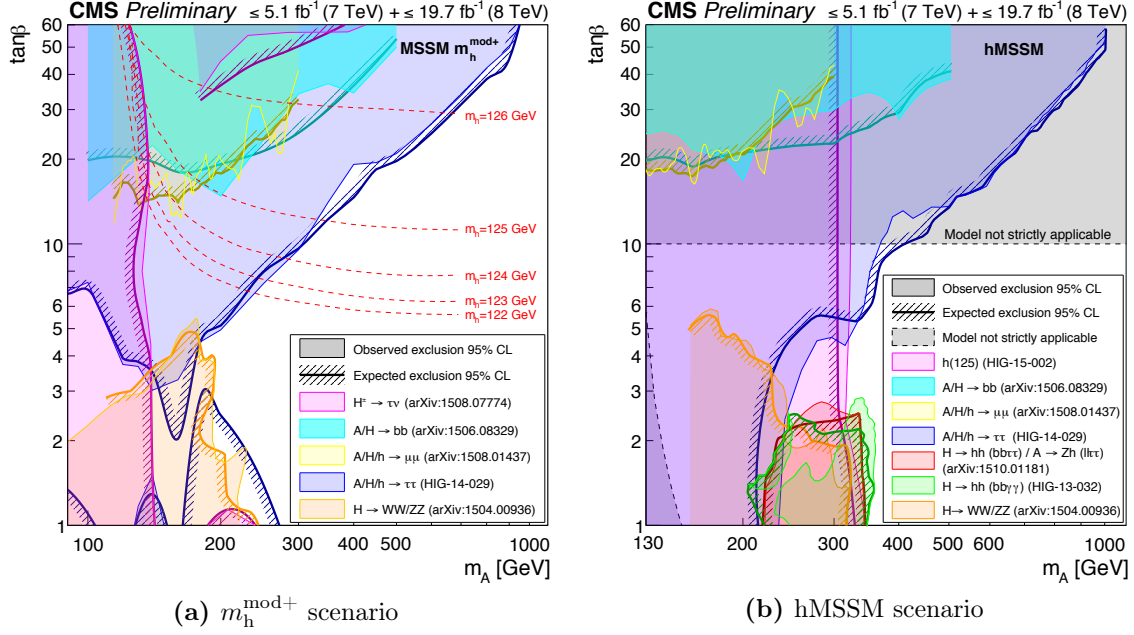 CMS Preliminary ≤ 5.1 fb⁻¹ (7 TeV) + ≤ 19.7 fb⁻¹ (8 TeV)
tanβ
60
50
40
30
20
10
6
5
4
3
2
1
MSSM m_h^mod+
m_h=126 GeV
m_h=125 GeV
m_h=124 GeV
m_h=123 GeV
m_h=122 GeV
Observed exclusion 95% CL
Expected exclusion 95% CL
H± → τν (arXiv:1508.07774)
A/H → bb (arXiv:1506.08329)
A/H/h → μμ (arXiv:1508.01437)
A/H/h → ττ (HIG-14-029)
H → WW/ZZ (arXiv:1504.00936)
100 200 300 400 500 1000
m_A [GeV]
(a) m_h^mod+ scenario
CMS Preliminary ≤ 5.1 fb⁻¹ (7 TeV) + ≤ 19.7 fb⁻¹ (8 TeV)
tanβ
60
50
40
30
20
10
6
5
4
3
2
1
hMSSM
Model not strictly applicable
Observed exclusion 95% CL
Expected exclusion 95% CL
Model not strictly applicable
h(125) (HIG-15-002)
A/H → bb (arXiv:1506.08329)
A/H/h → μμ (arXiv:1508.01437)
A/H/h → ττ (HIG-14-029)
H → hh (bbττ) / A → Zh (llττ)
(arXiv:1510.01181)
H → hh (bbγγ) (HIG-13-032)
H → WW/ZZ (arXiv:1504.00936)
130 200 300 400 500 600 1000
m_A [GeV]
(b) hMSSM scenario